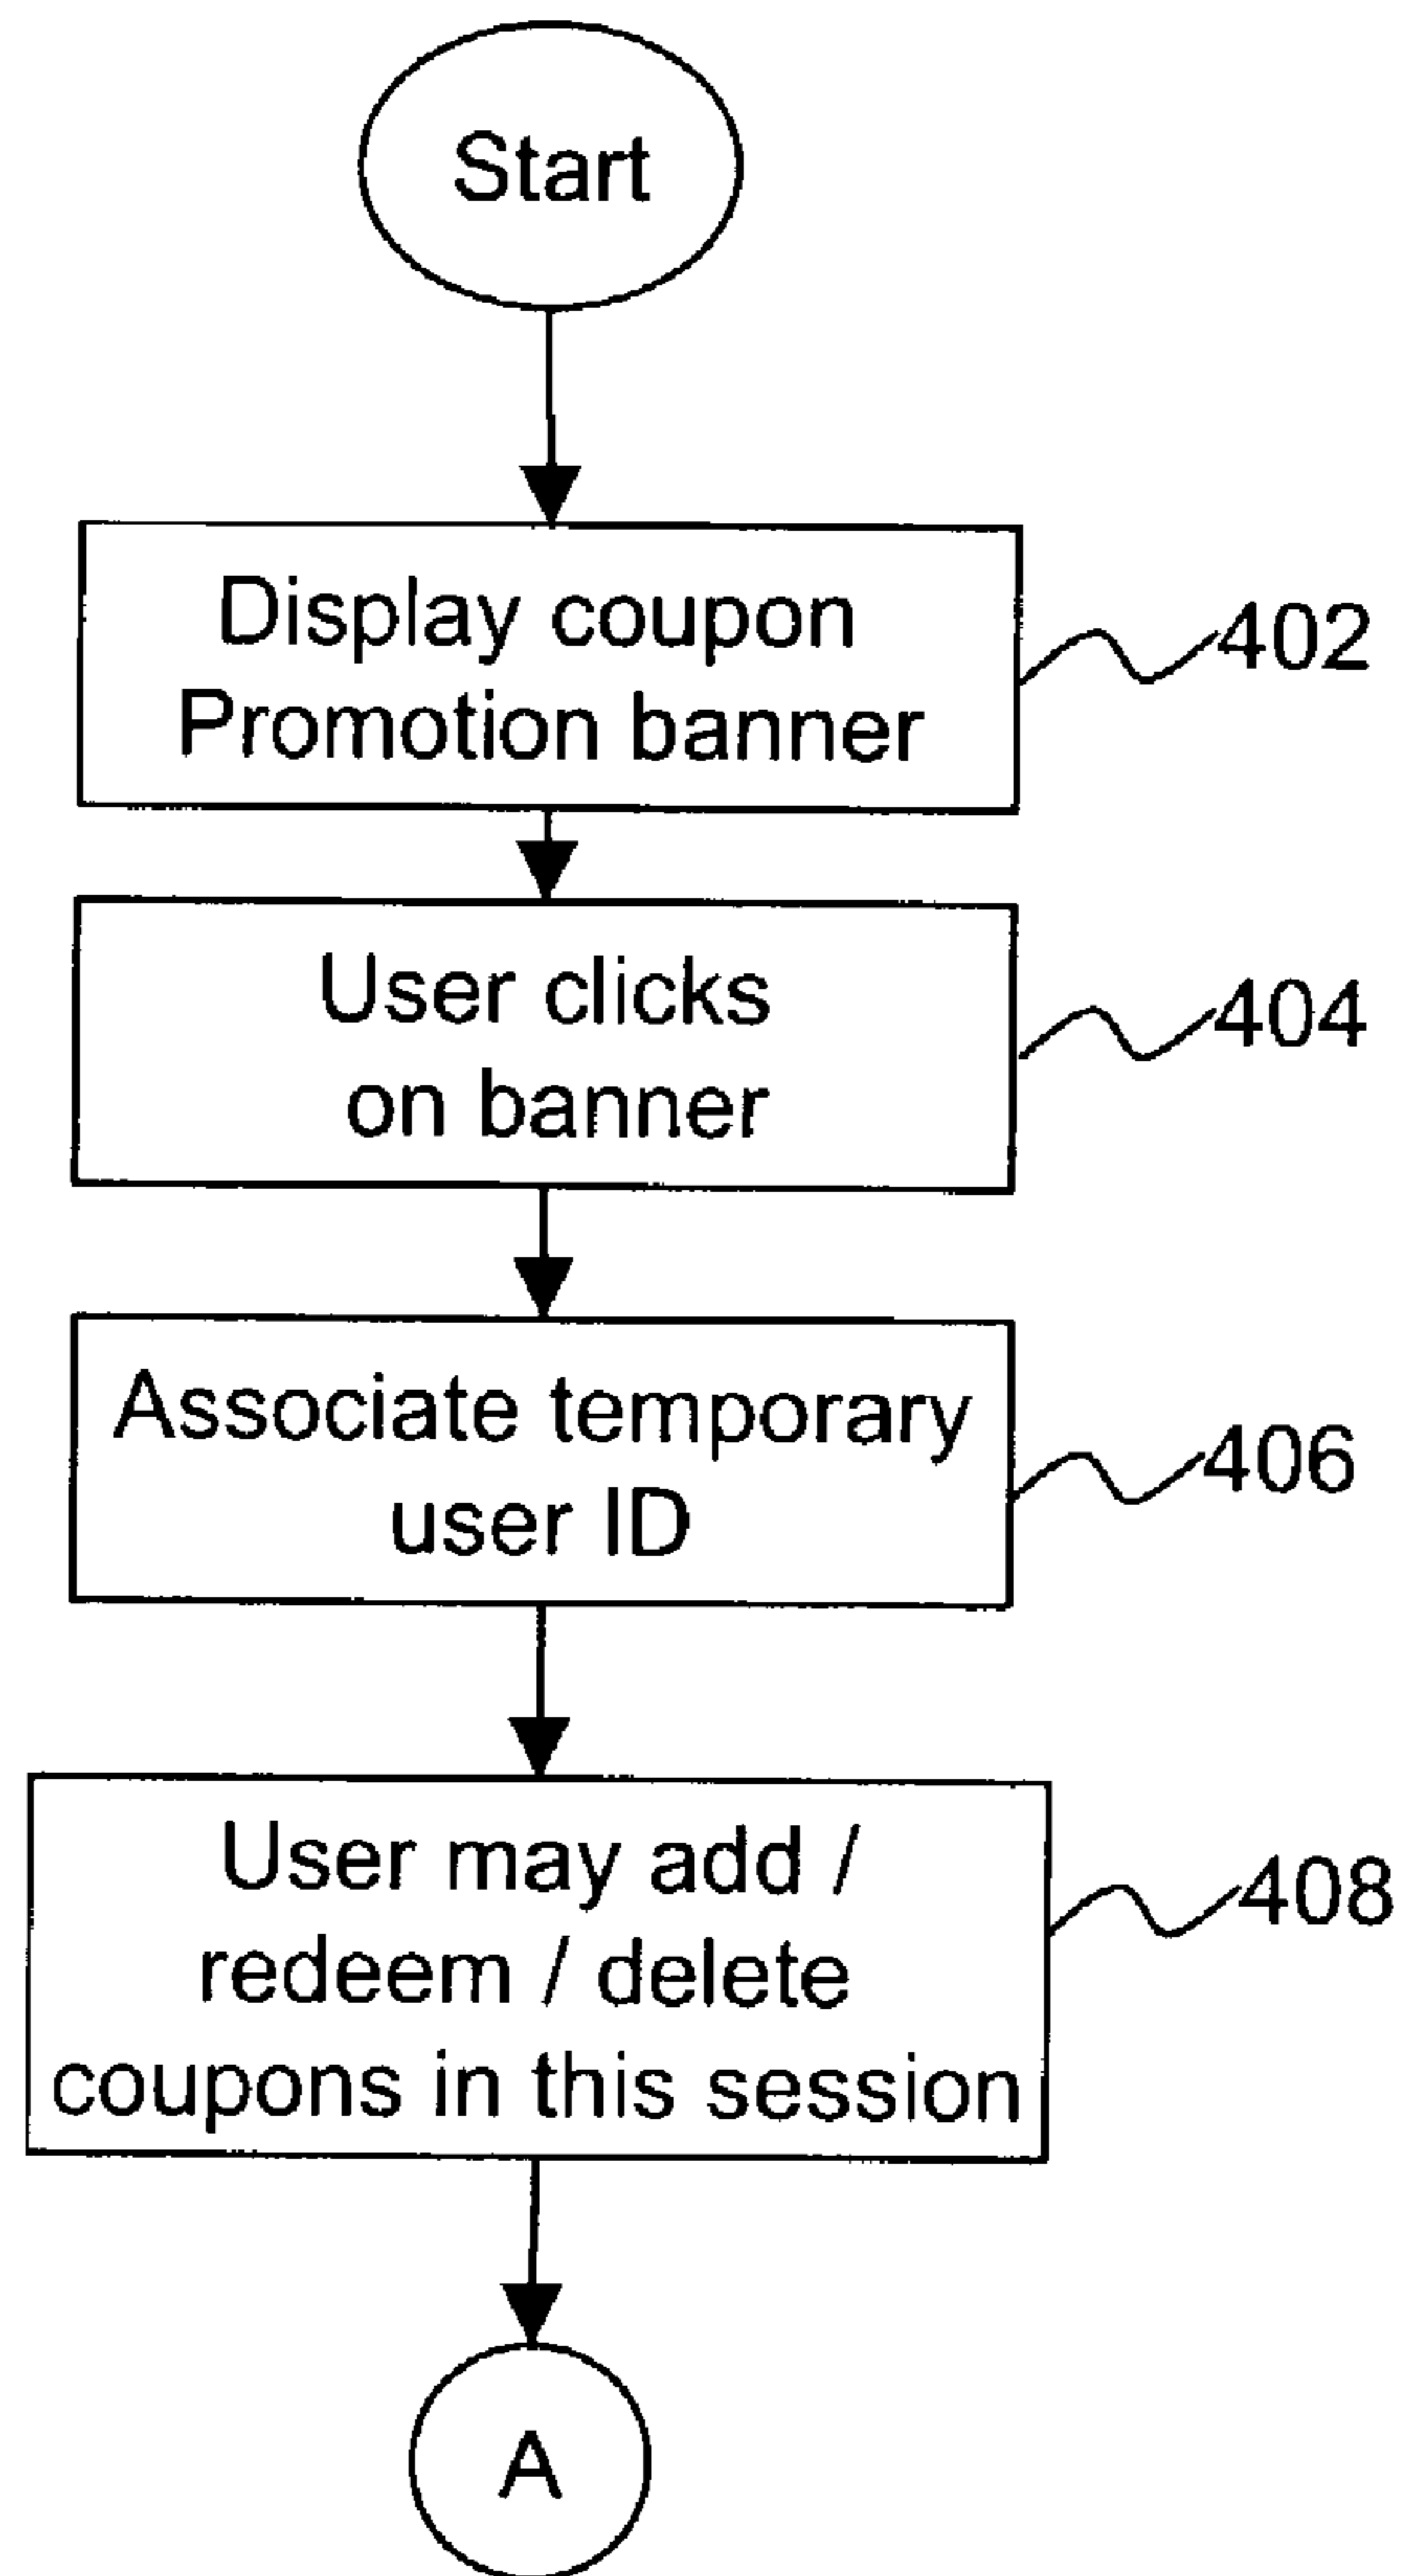 Start
Display coupon
Promotion banner
402
User clicks
on banner
404
Associate temporary
user ID
406
User may add /
redeem / delete
coupons in this session
408
A